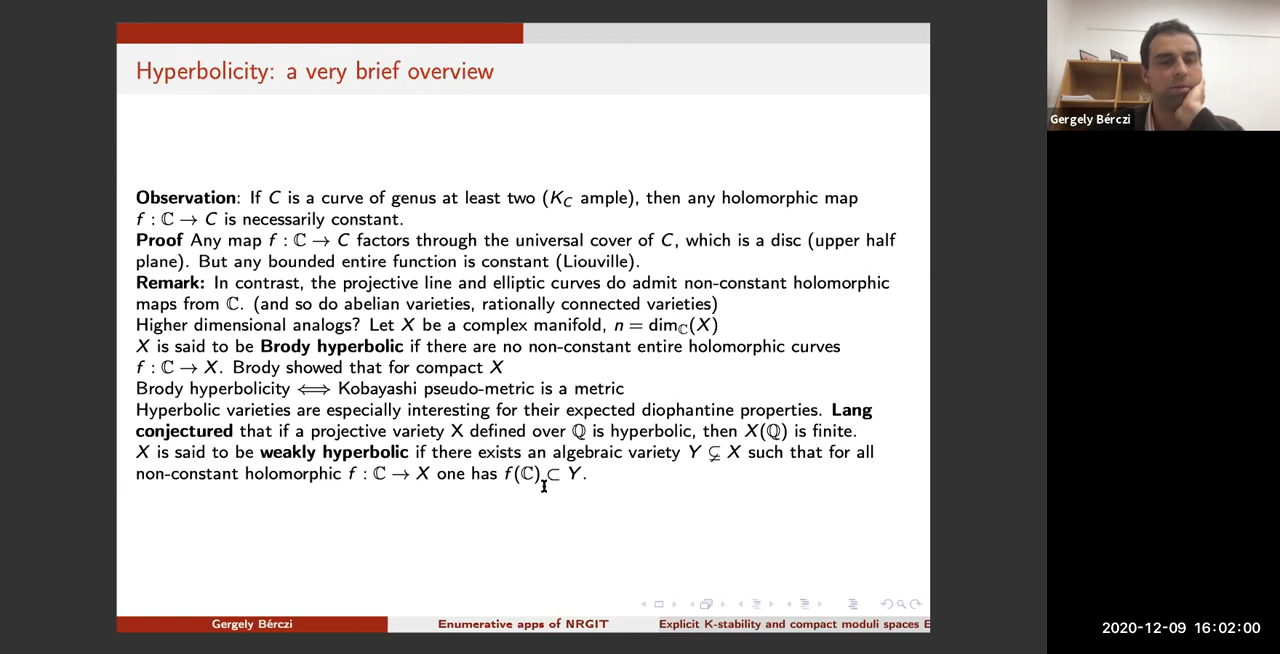 Hyperbolicity: a very brief overview
Observation: If C is a curve of genus at least two (K_C ample), then any holomorphic map
f : ℂ → C is necessarily constant.
Proof Any map f : ℂ → C factors through the universal cover of C, which is a disc (upper half
plane). But any bounded entire function is constant (Liouville).
Remark: In contrast, the projective line and elliptic curves do admit non-constant holomorphic
maps from ℂ. (and so do abelian varieties, rationally connected varieties)
Higher dimensional analogs? Let X be a complex manifold, n = dim_ℂ(X)
X is said to be Brody hyperbolic if there are no non-constant entire holomorphic curves
f : ℂ → X. Brody showed that for compact X
Brody hyperbolicity ⟺ Kobayashi pseudo-metric is a metric
Hyperbolic varieties are especially interesting for their expected diophantine properties. Lang
conjectured that if a projective variety X defined over ℚ is hyperbolic, then X(ℚ) is finite.
X is said to be weakly hyperbolic if there exists an algebraic variety Y ⊊ X such that for all
non-constant holomorphic f : ℂ → X one has f(ℂ) ⊂ Y.
Gergely Bérczi
Enumerative apps of NRGIT
Explicit K-stability and compact moduli spaces E
Gergely Bérczi
2020-12-09 16:02:00